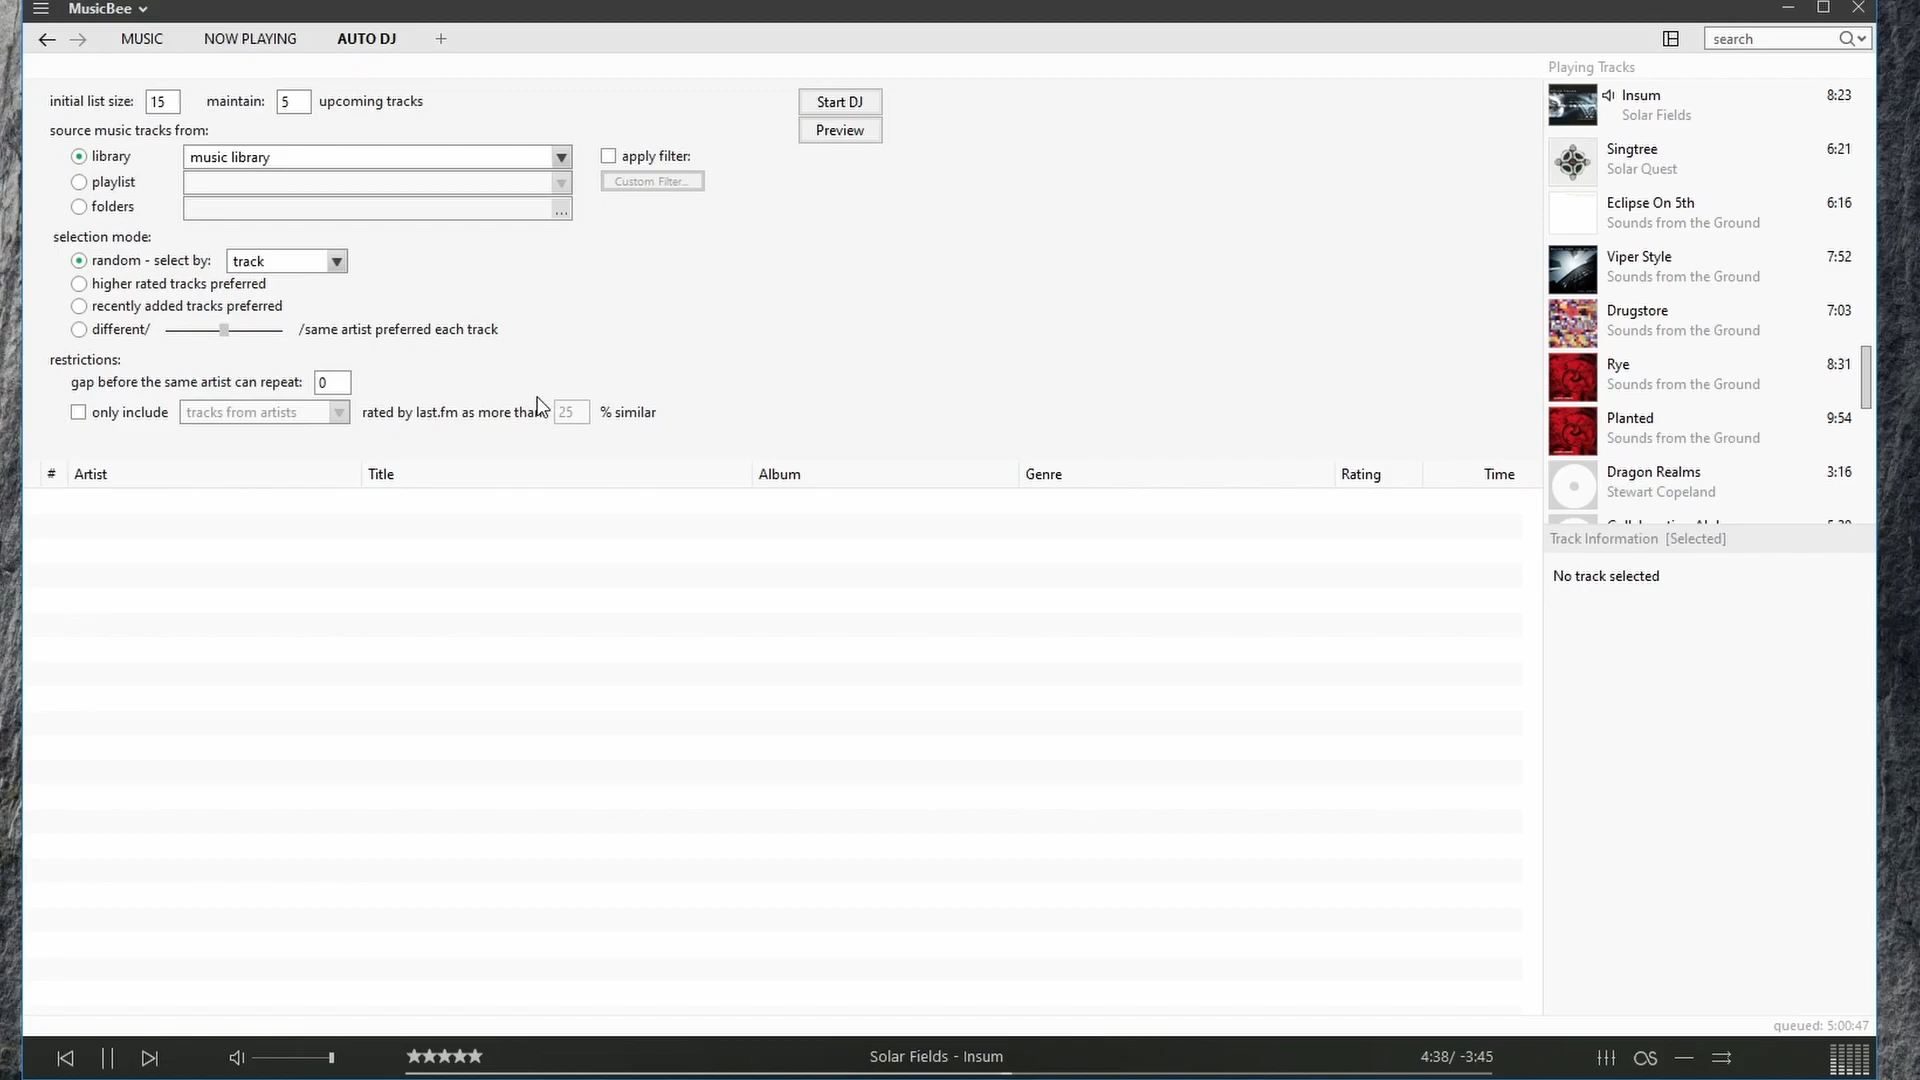 MusicBee
MUSIC NOW PLAYING AUTO DJ +
search
initial list size: 15 maintain: 5 upcoming tracks
Start DJ
Preview
source music tracks from:
library music library
apply filter:
playlist
Custom Filter...
folders ...
selection mode:
random - select by: track
higher rated tracks preferred
recently added tracks preferred
different/ /same artist preferred each track
restrictions:
gap before the same artist can repeat: 0
only include tracks from artists rated by last.fm as more than 25 % similar
# Artist Title Album Genre Rating Time
Playing Tracks
Insum 8:23
Solar Fields
Singtree 6:21
Solar Quest
Eclipse On 5th 6:16
Sounds from the Ground
Viper Style 7:52
Sounds from the Ground
Drugstore 7:03
Sounds from the Ground
Rye 8:31
Sounds from the Ground
Planted 9:54
Sounds from the Ground
Dragon Realms 3:16
Stewart Copeland
Track Information [Selected]
No track selected
queued: 5:00:47
Solar Fields - Insum 4:38/ -3:45